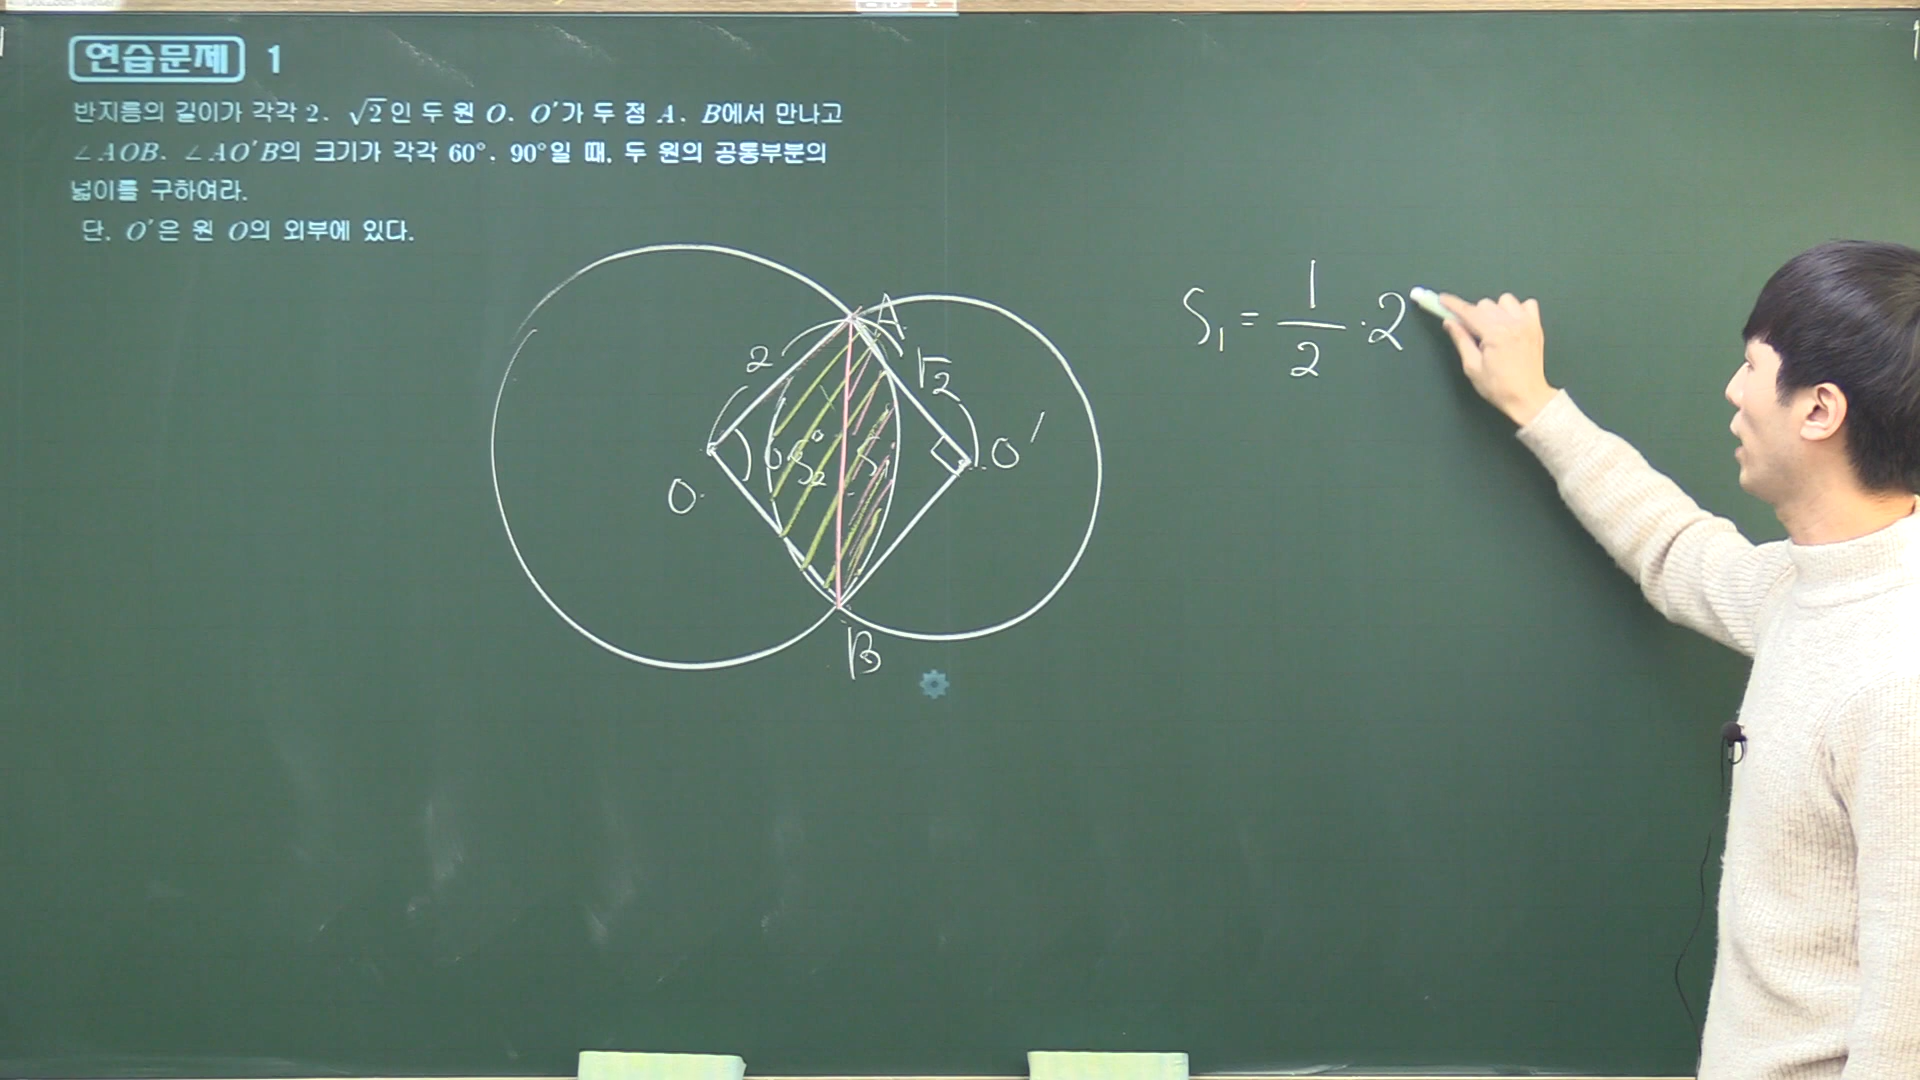 연습문제 1
반지름의 길이가 각각 2, √2인 두 원 O, O′가 두 점 A, B에서 만나고
∠AOB, ∠AO′B의 크기가 각각 60°, 90°일 때, 두 원의 공통부분의
넓이를 구하여라.
단, O′은 원 O의 외부에 있다.
A
2
√2
60°
S₂
S₁
O
O′
B
S₁ = 1/2 · 2